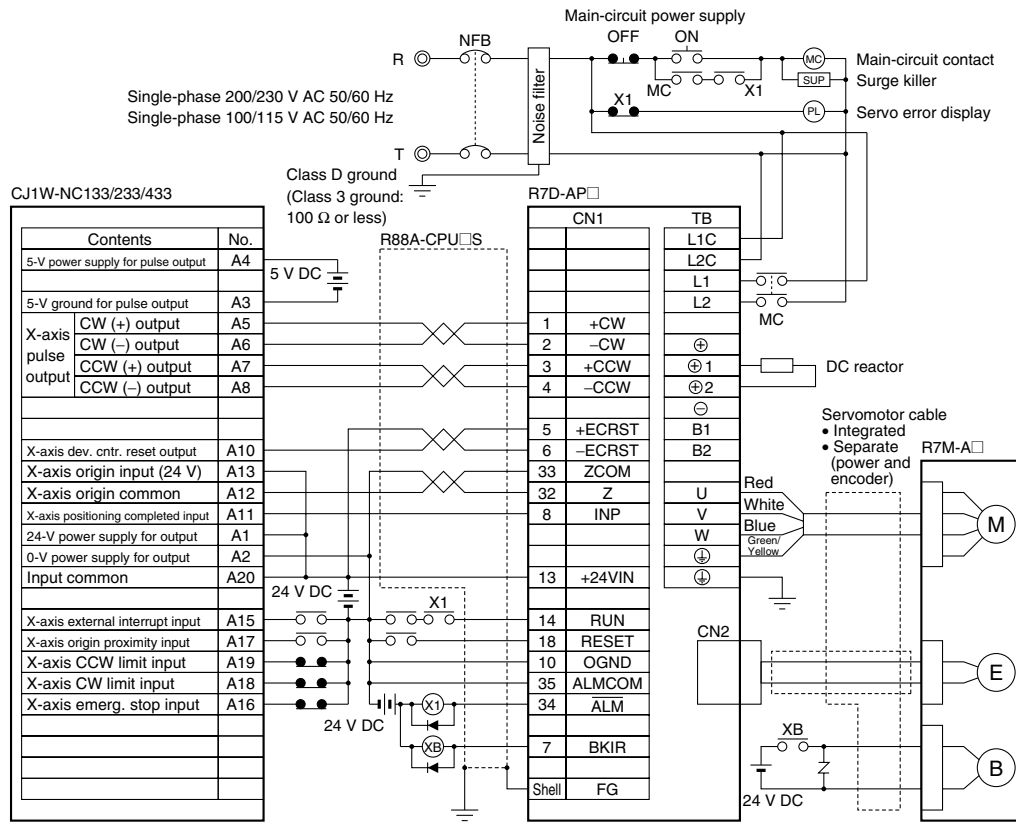 Main-circuit power supply
OFF ON
NFB
R
MC
Main-circuit contact
SUP
Surge killer
MC X1
Single-phase 200/230 V AC 50/60 Hz
Single-phase 100/115 V AC 50/60 Hz
Noise filter
X1
PL
Servo error display
T
Class D ground
(Class 3 ground:
100 Ω or less)
CJ1W-NC133/233/433
R7D-AP□
R88A-CPU□S
Contents No.
5-V power supply for pulse output A4
5 V DC
5-V ground for pulse output A3
X-axis pulse output
CW (+) output A5
CW (−) output A6
CCW (+) output A7
CCW (−) output A8
X-axis dev. cntr. reset output A10
X-axis origin input (24 V) A13
X-axis origin common A12
X-axis positioning completed input A11
24-V power supply for output A1
0-V power supply for output A2
Input common A20
24 V DC
X-axis external interrupt input A15
X-axis origin proximity input A17
X-axis CCW limit input A19
X-axis CW limit input A18
X-axis emerg. stop input A16
X1
24 V DC
X1
XB
CN1
1 +CW
2 −CW
3 +CCW
4 −CCW
5 +ECRST
6 −ECRST
33 ZCOM
32 Z
8 INP
13 +24VIN
14 RUN
18 RESET
10 OGND
35 ALMCOM
34 ALM
7 BKIR
Shell FG
TB
L1C
L2C
L1
L2
MC
⊕
⊕ 1
⊕ 2
DC reactor
⊖
B1
B2
U
V
W
Red
White
Blue
Green/
Yellow
CN2
Servomotor cable
• Integrated
• Separate
(power and
encoder)
R7M-A□
M
E
XB
B
24 V DC